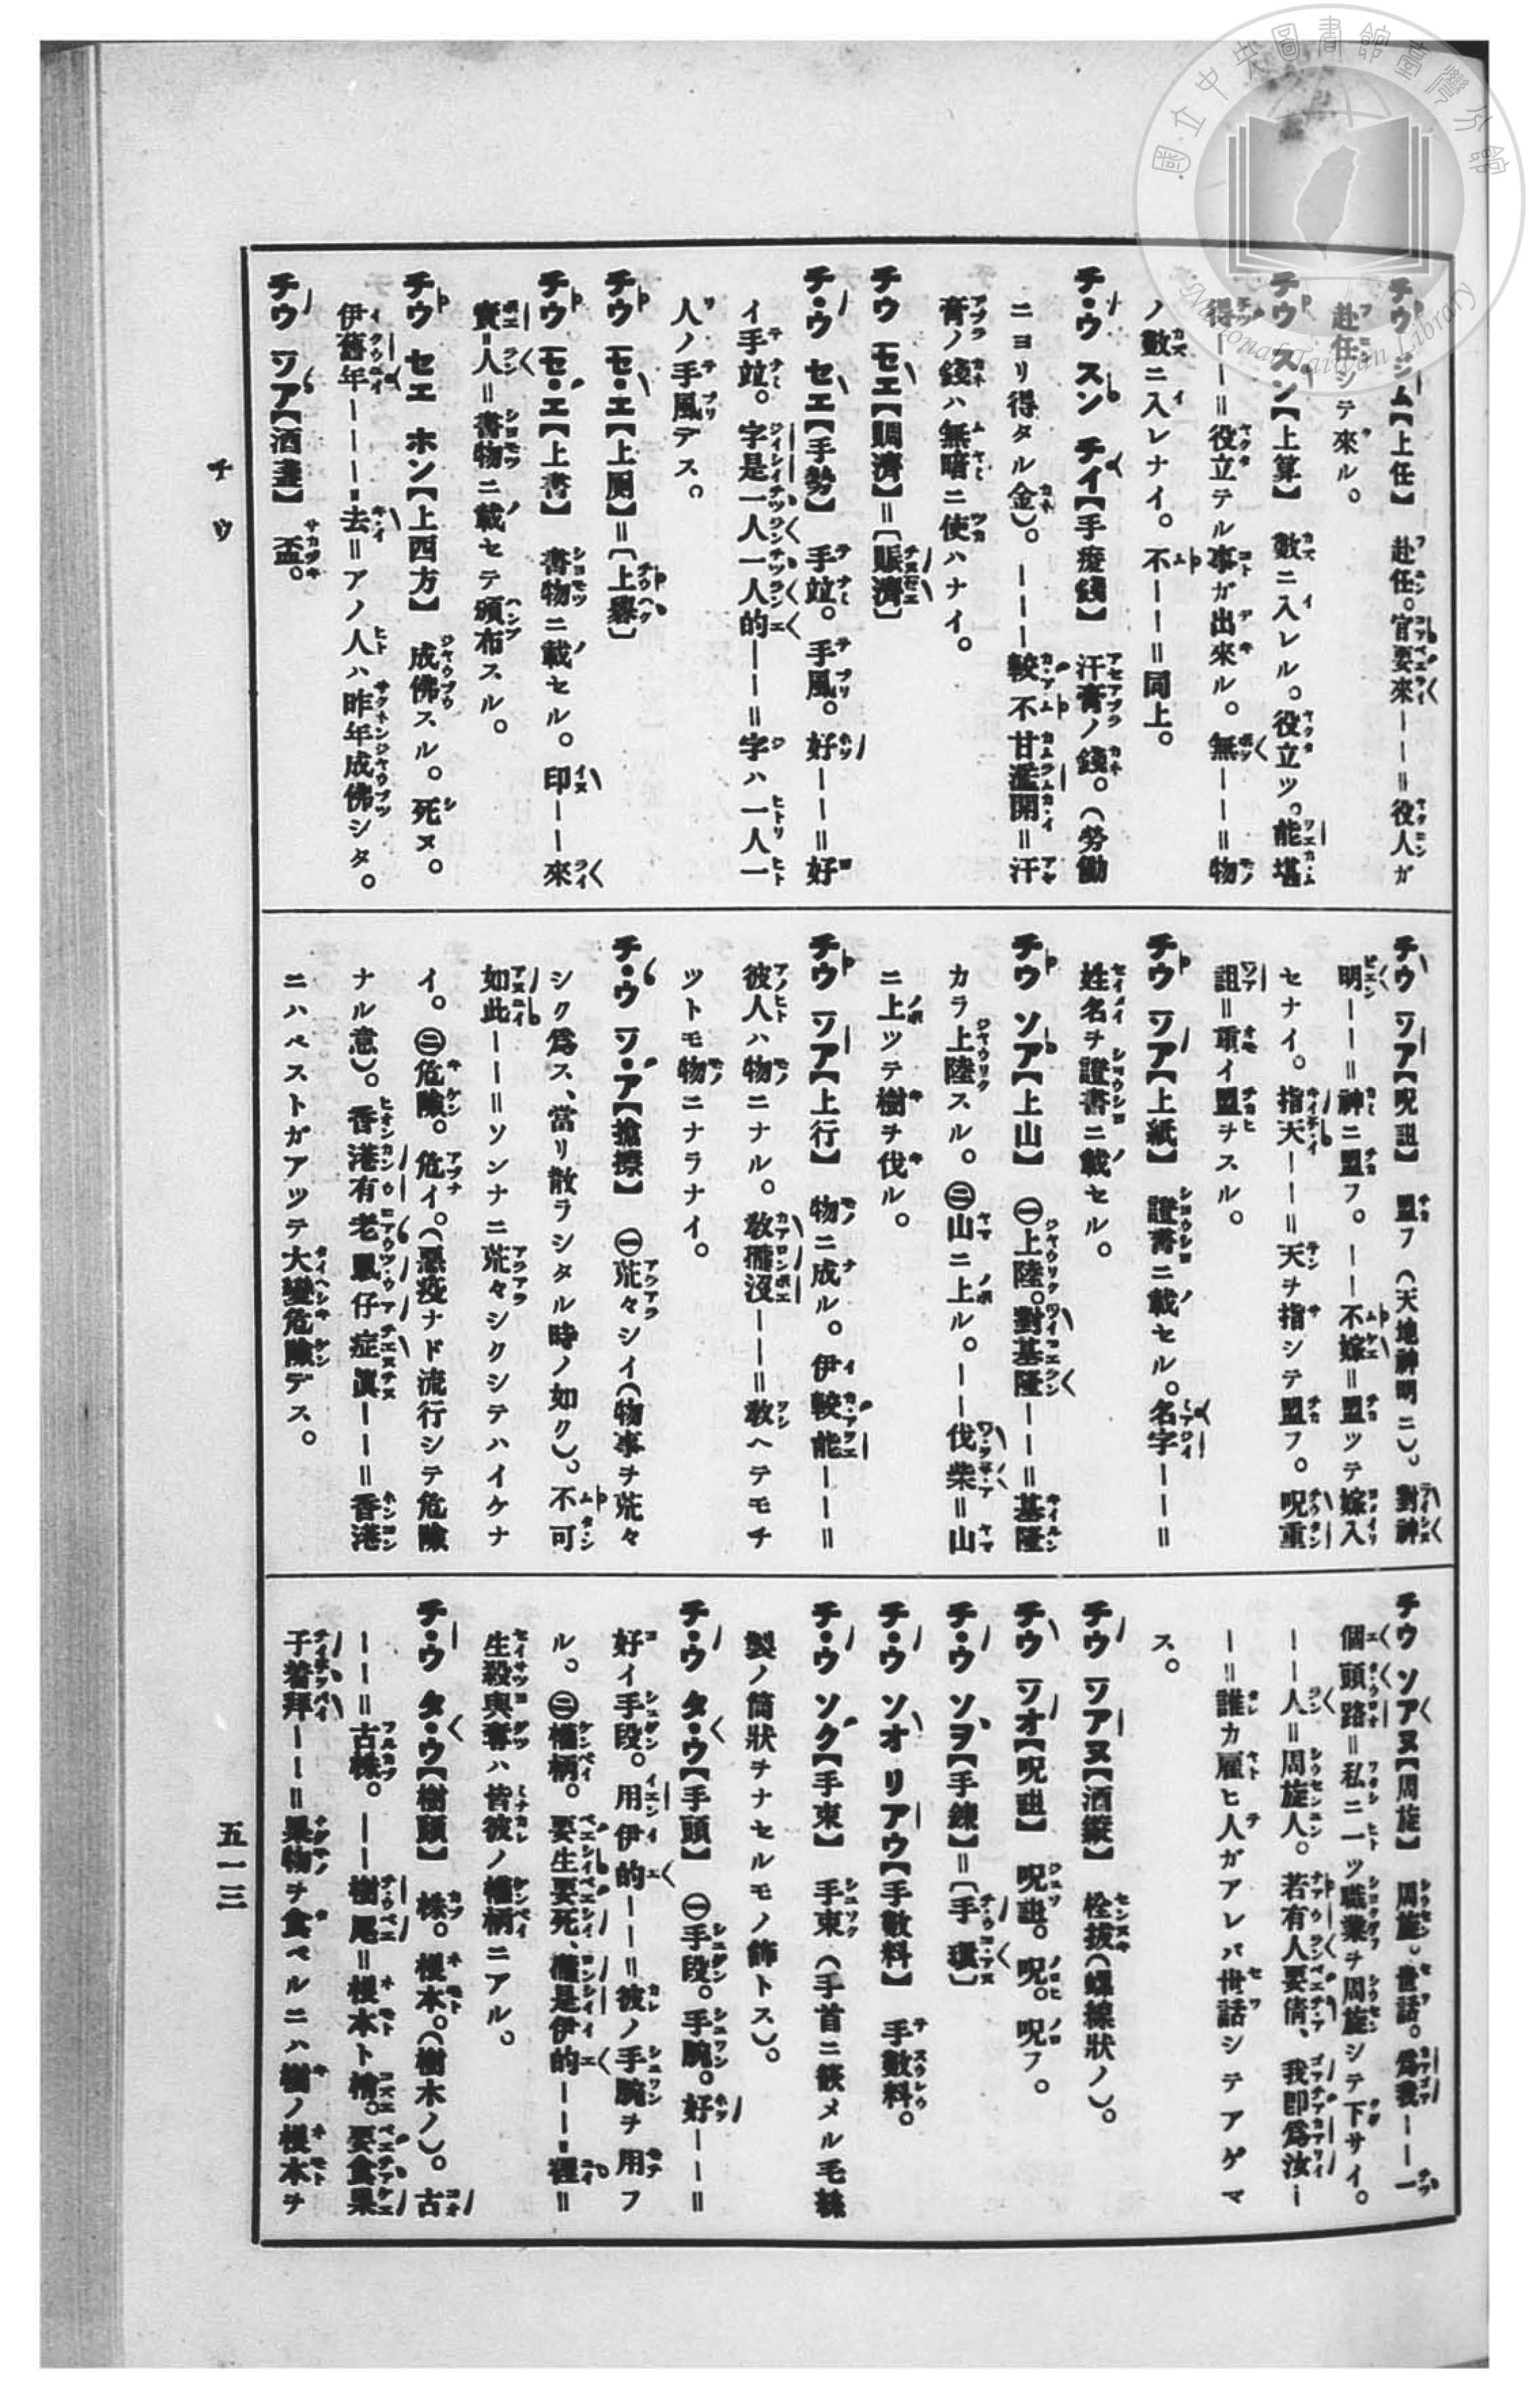 國立中央圖書館臺灣分館
National Taiwan Library
チウ ジム【上任】 赴任。官要來ーー=役人ガ
赴任シテ來ル。
チウ スン【上算】 數ニ入レル。役立ツ。能堪
得ーー=役立テル事ガ出來ル。無ーー=物
ノ數ニ入レナイ。不ーー=同上。
チ・ウ スン チイ【手㾗錢】 汗膏ノ錢。(勞働
ニヨリ得タル金)。ーーー較不甘濫開=汗
膏ノ錢ハ無暗ニ使ハナイ。
チウ セエ【賙濟】=〔賑濟〕
チ・ウ セエ【手勢】 手竝。手風。好ーー=好
イ手竝。字是一人一人的ーー=字ハ一人一
人ノ手風デス。
チウ セ・エ【上厠】=〔上礐〕
チウ セ・エ【上書】 書物ニ載セル。印ーー來
賣人=書物ニ載セテ頒布スル。
チウ セエ ホン【上西方】 成佛スル。死ヌ。
伊舊年ーーー去=アノ人ハ昨年成佛シタ。
チウ ソア【酒盞】 盃。
チウ ソア【呪詛】 盟フ(天地神明ニ)。對神
明ーー=神ニ盟フ。ーー不嫁=盟ツテ嫁入
セナイ。指天ーー=天ヲ指シテ盟フ。呪重
詛=重イ盟ヲスル。
チウ ソア【上紙】 證書ニ載セル。名字ーー=
姓名ヲ證書ニ載セル。
チウ ソア【上山】 ㊀上陸。對基隆ーー=基隆
カラ上陸スル。㊁山ニ上ル。ーー伐柴=山
ニ上ツテ樹ヲ伐ル。
チウ ソア【上行】 物ニ成ル。伊較能ーー=
彼人ハ物ニナル。敎攏沒ーー=敎ヘテモチ
ツトモ物ニナラナイ。
チ・ウ ソ・ア【搶擦】 ㊀荒々シイ(物事ヲ荒々
シク爲ス、當リ散ラシタル時ノ如ク)。不可
如此ーー=ソンナニ荒々シクシテハイケナ
イ。㊁危險。危イ。(惡疫ナド流行シテ危險
ナル意)。香港有老鼠仔症眞ーー=香港
ニハペストガアツテ大變危險デス。
チウ ソアヌ【周旋】 周旋。世話。爲我ーー一
個頭路=私ニ一ツ職業ヲ周旋シテ下サイ。
ーー人=周旋人。若有人要倩、我即爲汝ー
ー=誰カ雇ヒ人ガアレバ世話シテアゲマ
ス。
チウ ソアヌ【酒鏇】 栓拔(螺線狀ノ)。
チウ ソオ【呪詛】 呪詛。呪。呪フ。
チ・ウ ソヲ【手鍊】=〔手環〕
チ・ウ ソオ リアウ【手數料】 手數料。
チ・ウ ソク【手束】 手束(手首ニ篏メル毛絲
製ノ筒狀ヲナセルモノ飾トス)。
チ・ウ タ・ウ【手頭】 ㊀手段。手腕。好ーー=
好イ手段。用伊的ーー=彼ノ手腕ヲ用フ
ル。㊁權柄。要生要死、攏是伊的ーー裡=
生殺與奪ハ皆彼ノ權柄ニアル。
チ・ウ タ・ウ【樹頭】 株。根本。(樹木ノ)。古
ーー=古株。ーー樹尾=根本ト梢。要食果
子着拜ーー=果物ヲ食ベルニハ樹ノ根本ヲ
チウ
五一三